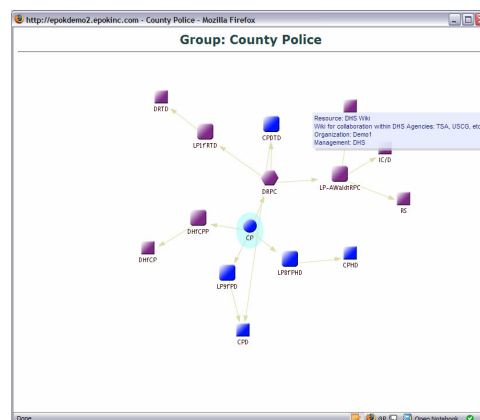 http://epokdemo2.epokinc.com - County Police - Mozilla Firefox
Group: County Police
DRTD
LP1fRTD
CPDTD
Resource: DHS Wiki
Wiki for collaboration within DHS Agencies: TSA, USCG, etc
Organization: Demo1
Management: DHS
IC/D
DRPC
LP-AWaldtRPC
RS
DHfCPP
CP
DHfCP
LP9fPD
LP8fPHD
CPHD
CPD
Done
Open Notebook